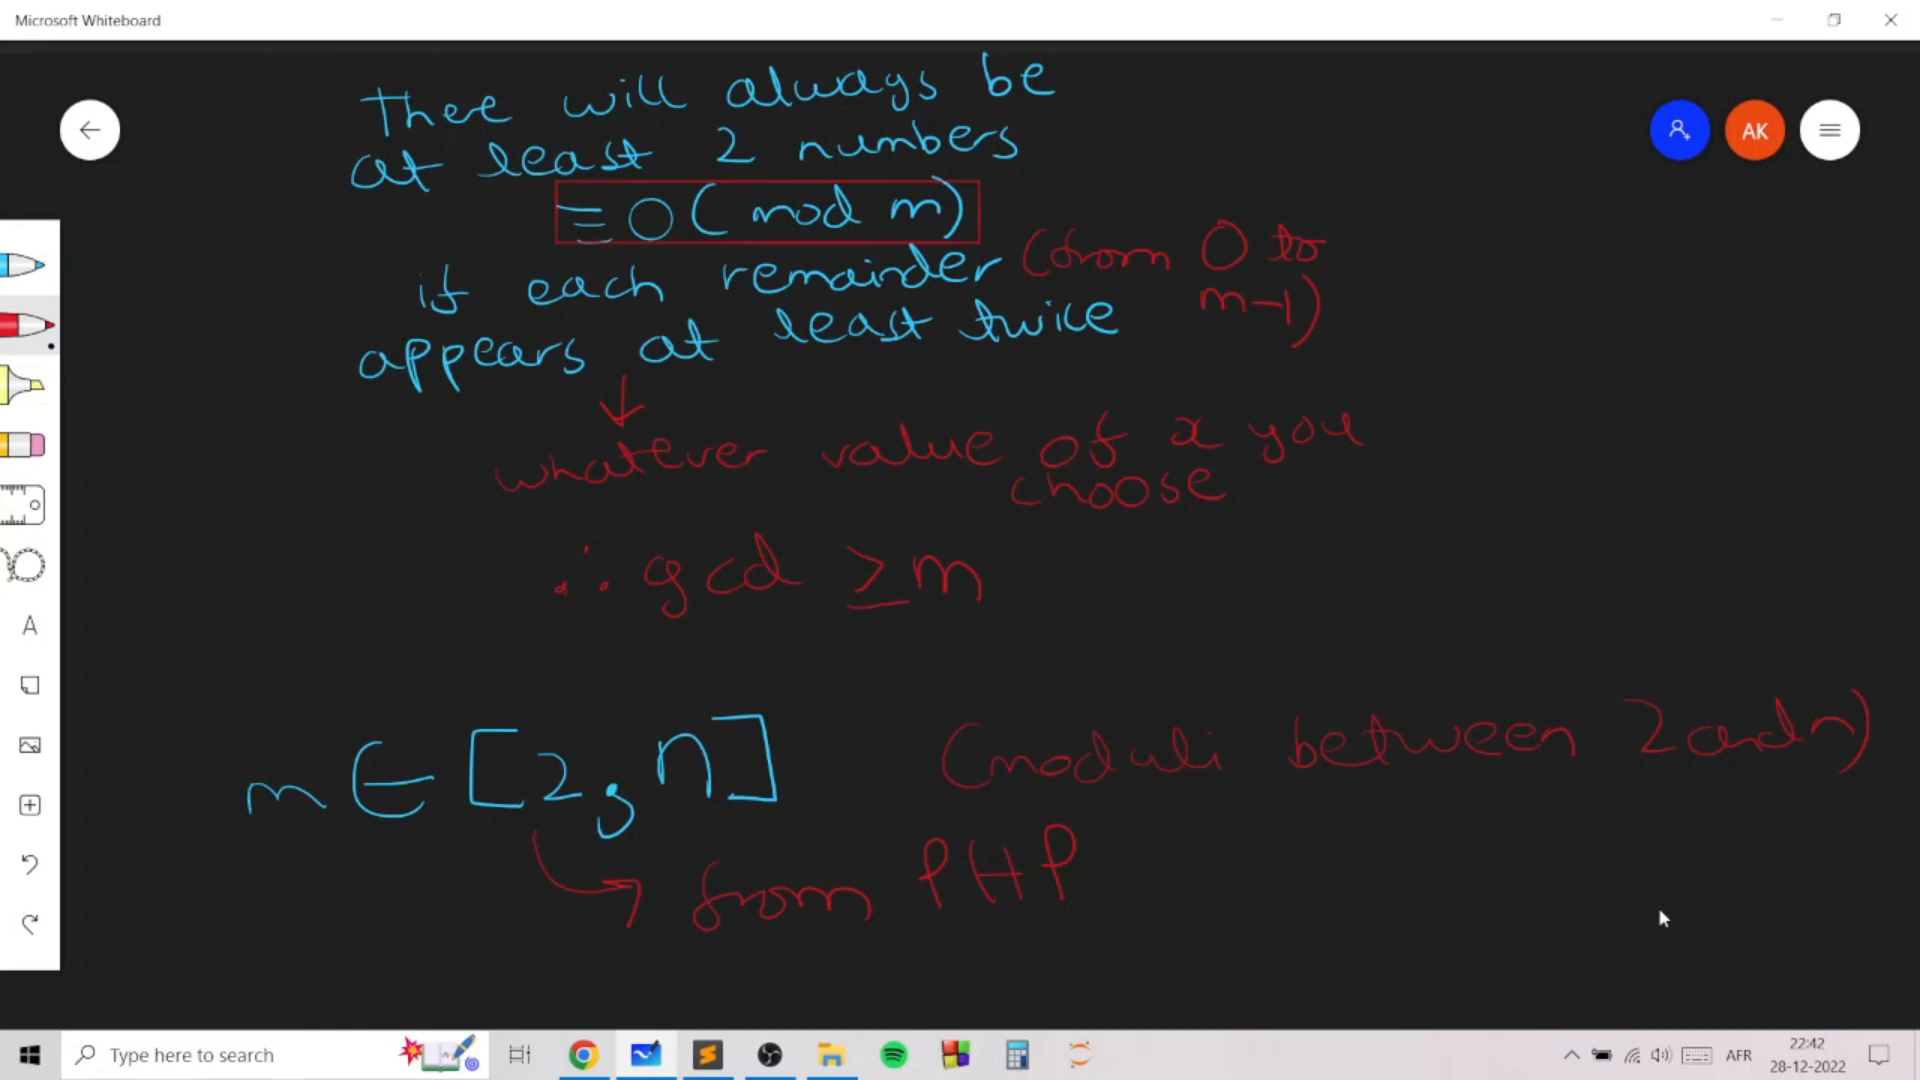 Microsoft Whiteboard
There will always be
at least 2 numbers
≡ 0 (mod m)
if each remainder (from 0 to
m-1)
appears at least twice
↓
whatever value of x you
choose
∴ gcd ≥ m
m ∈ [2, n] (moduli between 2 and n)
from PHP
AK
A
Type here to search
AFR
22:42
28-12-2022